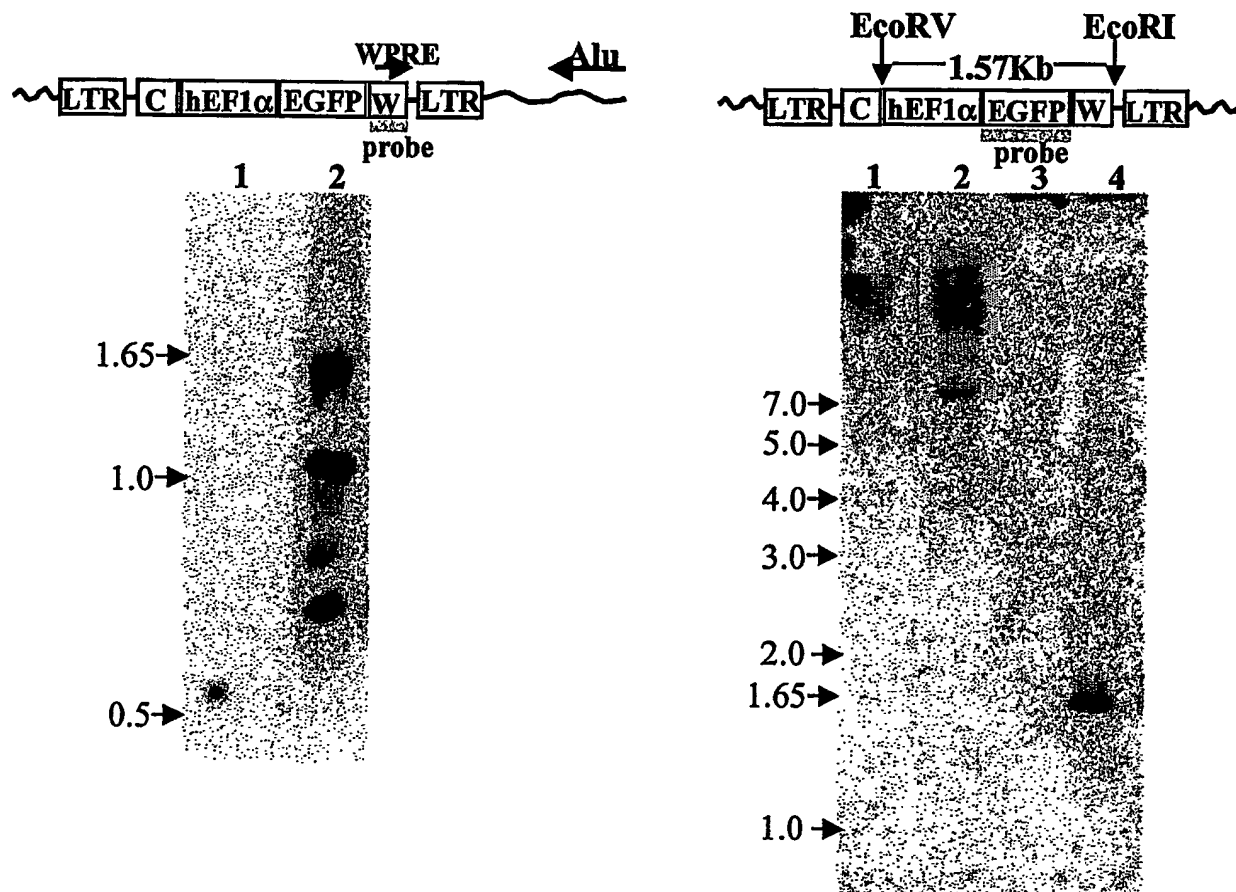 WPRE Alu
LTR C hEF1α EGFP W LTR
probe
1 2
1.65
1.0
0.5
EcoRV EcoRI
1.57Kb
LTR C hEF1α EGFP W LTR
probe
1 2 3 4
7.0
5.0
4.0
3.0
2.0
1.65
1.0